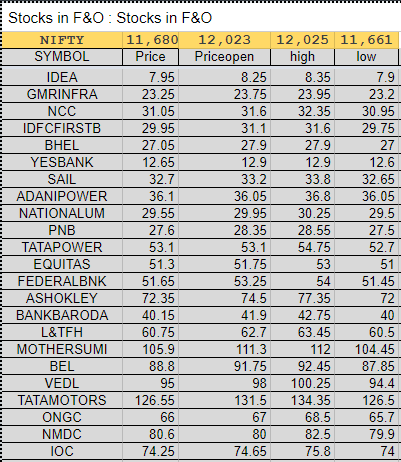 Stocks in F&O : Stocks in F&O
NIFTY 11,680 12,023 12,025 11,661
SYMBOL Price Priceopen high low
IDEA 7.95 8.25 8.35 7.9
GMRINFRA 23.25 23.75 23.95 23.2
NCC 31.05 31.6 32.35 30.95
IDFCFIRSTB 29.95 31.1 31.6 29.75
BHEL 27.05 27.9 27.9 27
YESBANK 12.65 12.9 12.9 12.6
SAIL 32.7 33.2 33.8 32.65
ADANIPOWER 36.1 36.05 36.8 36.05
NATIONALUM 29.55 29.95 30.25 29.5
PNB 27.6 28.35 28.55 27.5
TATAPOWER 53.1 53.1 54.75 52.7
EQUITAS 51.3 51.75 53 51
FEDERALBNK 51.65 53.25 54 51.45
ASHOKLEY 72.35 74.5 77.35 72
BANKBARODA 40.15 41.9 42.75 40
L&TFH 60.75 62.7 63.45 60.5
MOTHERSUMI 105.9 111.3 112 104.45
BEL 88.8 91.75 92.45 87.85
VEDL 95 98 100.25 94.4
TATAMOTORS 126.55 131.5 134.35 126.5
ONGC 66 67 68.5 65.7
NMDC 80.6 80 82.5 79.9
IOC 74.25 74.65 75.8 74